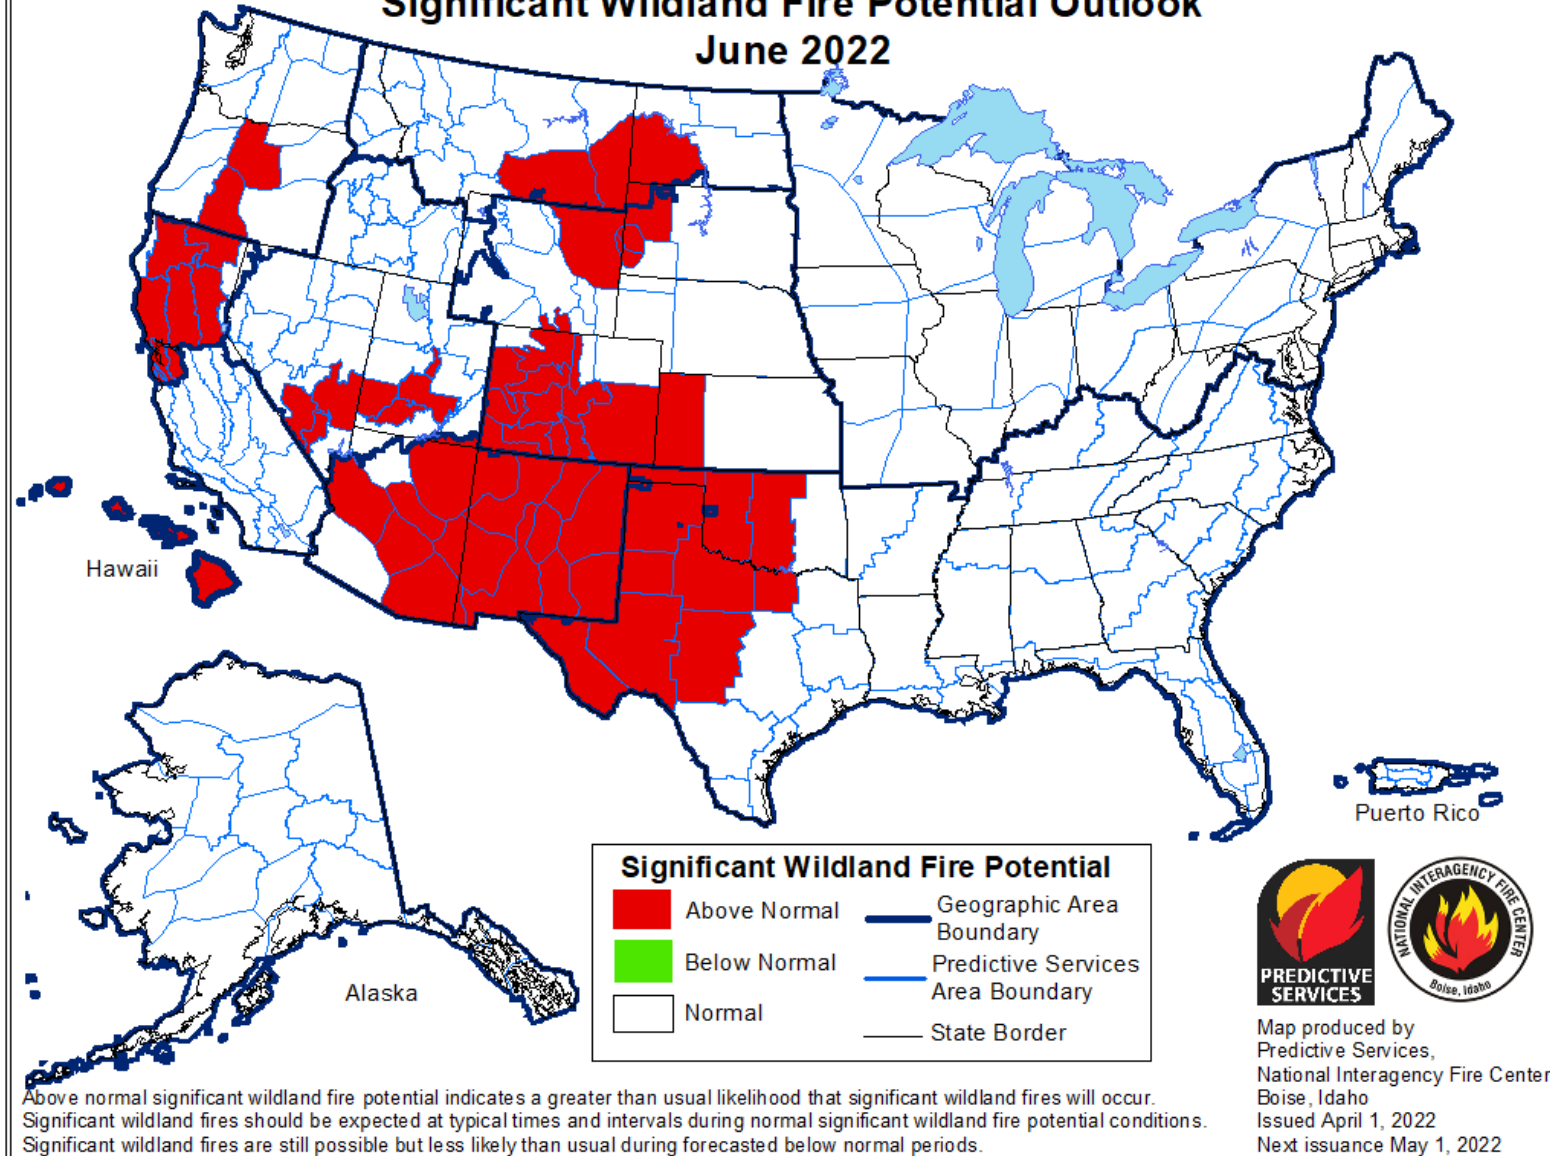 Significant Wildland Fire Potential Outlook
June 2022
Hawaii
Alaska
Puerto Rico
Significant Wildland Fire Potential
Above Normal
Below Normal
Normal
Geographic Area
Boundary
Predictive Services
Area Boundary
State Border
PREDICTIVE
SERVICES
NATIONAL INTERAGENCY FIRE CENTER
Boise, Idaho
Map produced by
Predictive Services,
National Interagency Fire Center
Boise, Idaho
Issued April 1, 2022
Next issuance May 1, 2022
Above normal significant wildland fire potential indicates a greater than usual likelihood that significant wildland fires will occur.
Significant wildland fires should be expected at typical times and intervals during normal significant wildland fire potential conditions.
Significant wildland fires are still possible but less likely than usual during forecasted below normal periods.